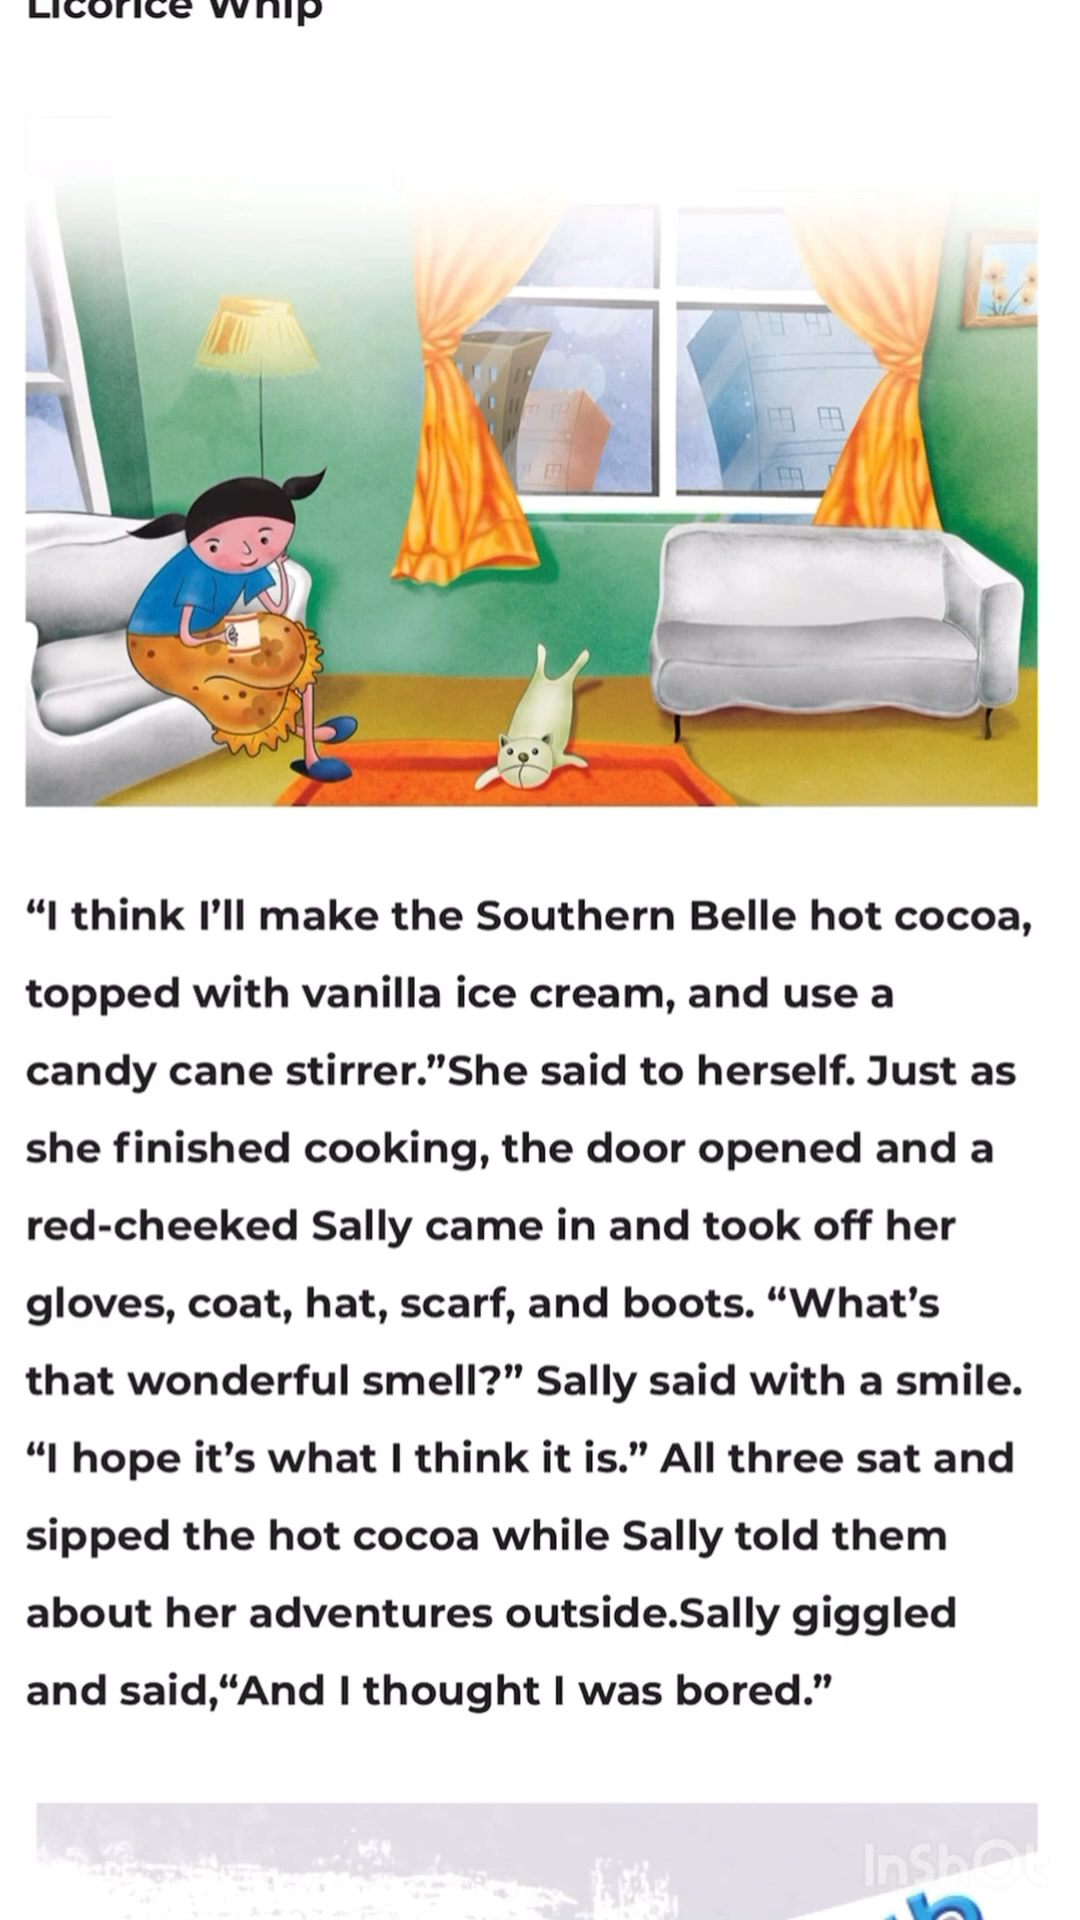 Licorice Whip
“I think I’ll make the Southern Belle hot cocoa,
topped with vanilla ice cream, and use a
candy cane stirrer.”She said to herself. Just as
she finished cooking, the door opened and a
red-cheeked Sally came in and took off her
gloves, coat, hat, scarf, and boots. “What’s
that wonderful smell?” Sally said with a smile.
“I hope it’s what I think it is.” All three sat and
sipped the hot cocoa while Sally told them
about her adventures outside.Sally giggled
and said,“And I thought I was bored.”
InShOt